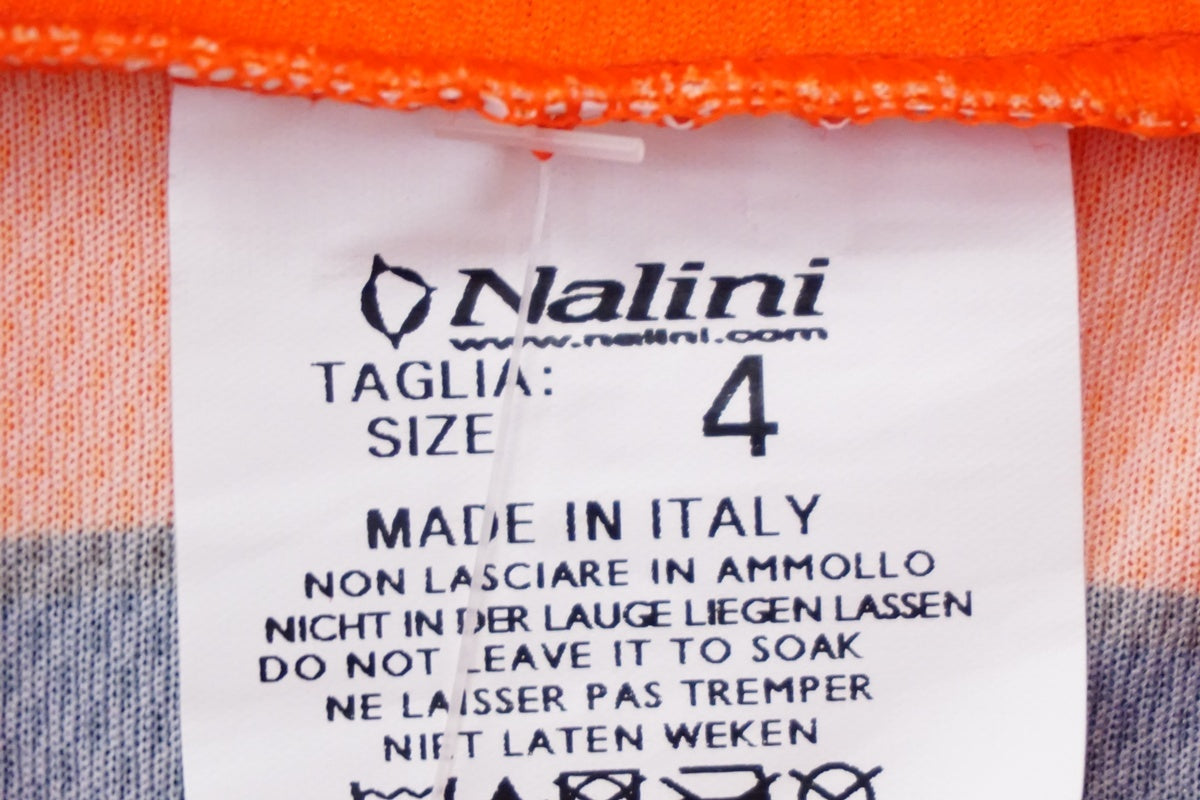 Nalini
www.nalini.com
TAGLIA:
SIZE 4
MADE IN ITALY
NON LASCIARE IN AMMOLLO
NICHT IN DER LAUGE LIEGEN LASSEN
DO NOT LEAVE IT TO SOAK
NE LAISSER PAS TREMPER
NIET LATEN WEKEN